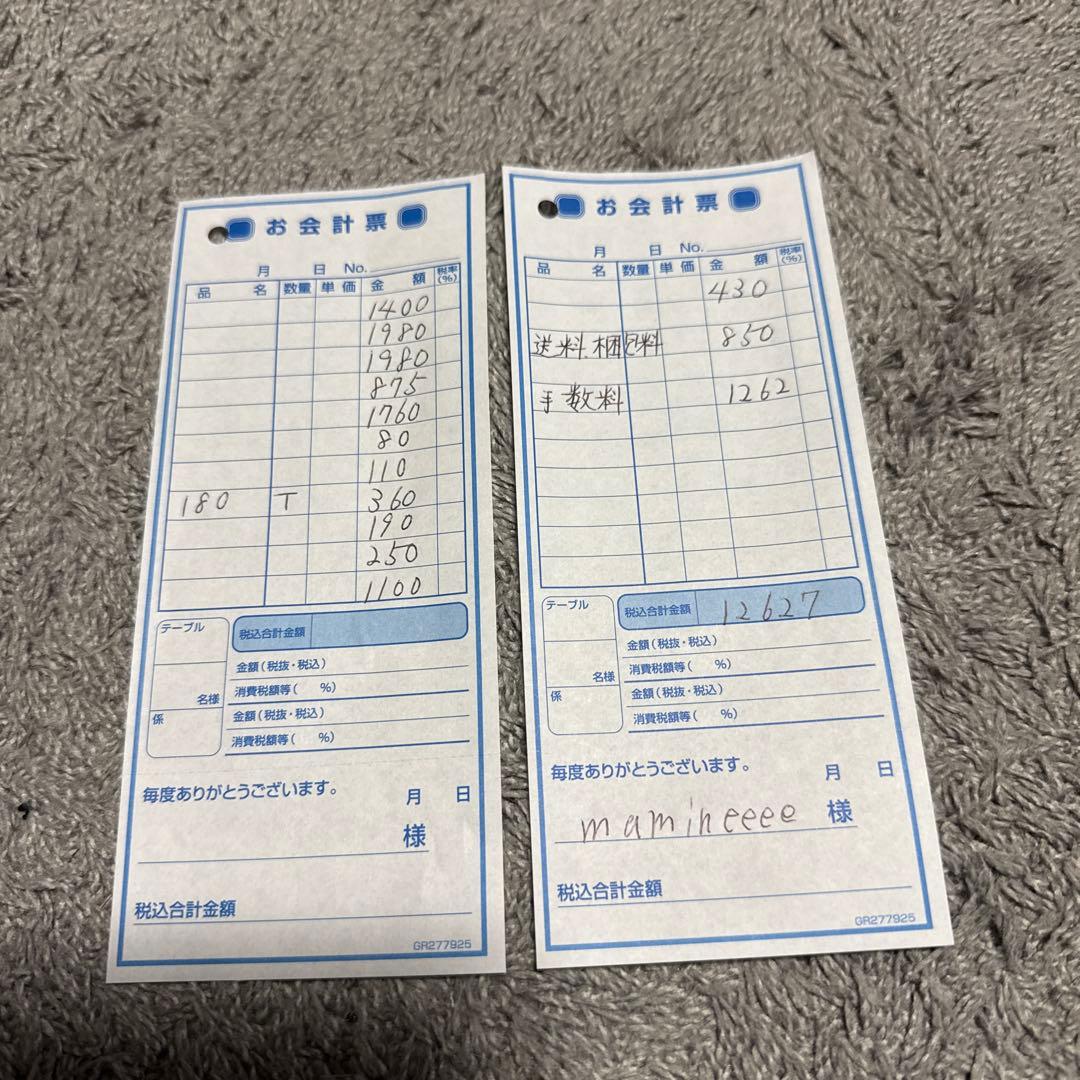 お会計票
月 日 No.
品名 数量 単価 金額 税率(%)
1400
1980
1980
875
1760
80
110
180 T 360
190
250
1100
テーブル
名様
係
税込合計金額
金額(税抜・税込)
消費税額等( %)
金額(税抜・税込)
消費税額等( %)
毎度ありがとうございます。
月 日
様
税込合計金額
GR277925
お会計票
月 日 No.
品名 数量 単価 金額 税率(%)
430
送料梱包料 850
手数料 1262
テーブル
名様
係
税込合計金額 12627
金額(税抜・税込)
消費税額等( %)
金額(税抜・税込)
消費税額等( %)
毎度ありがとうございます。
月 日
mamiheeee 様
税込合計金額
GR277925